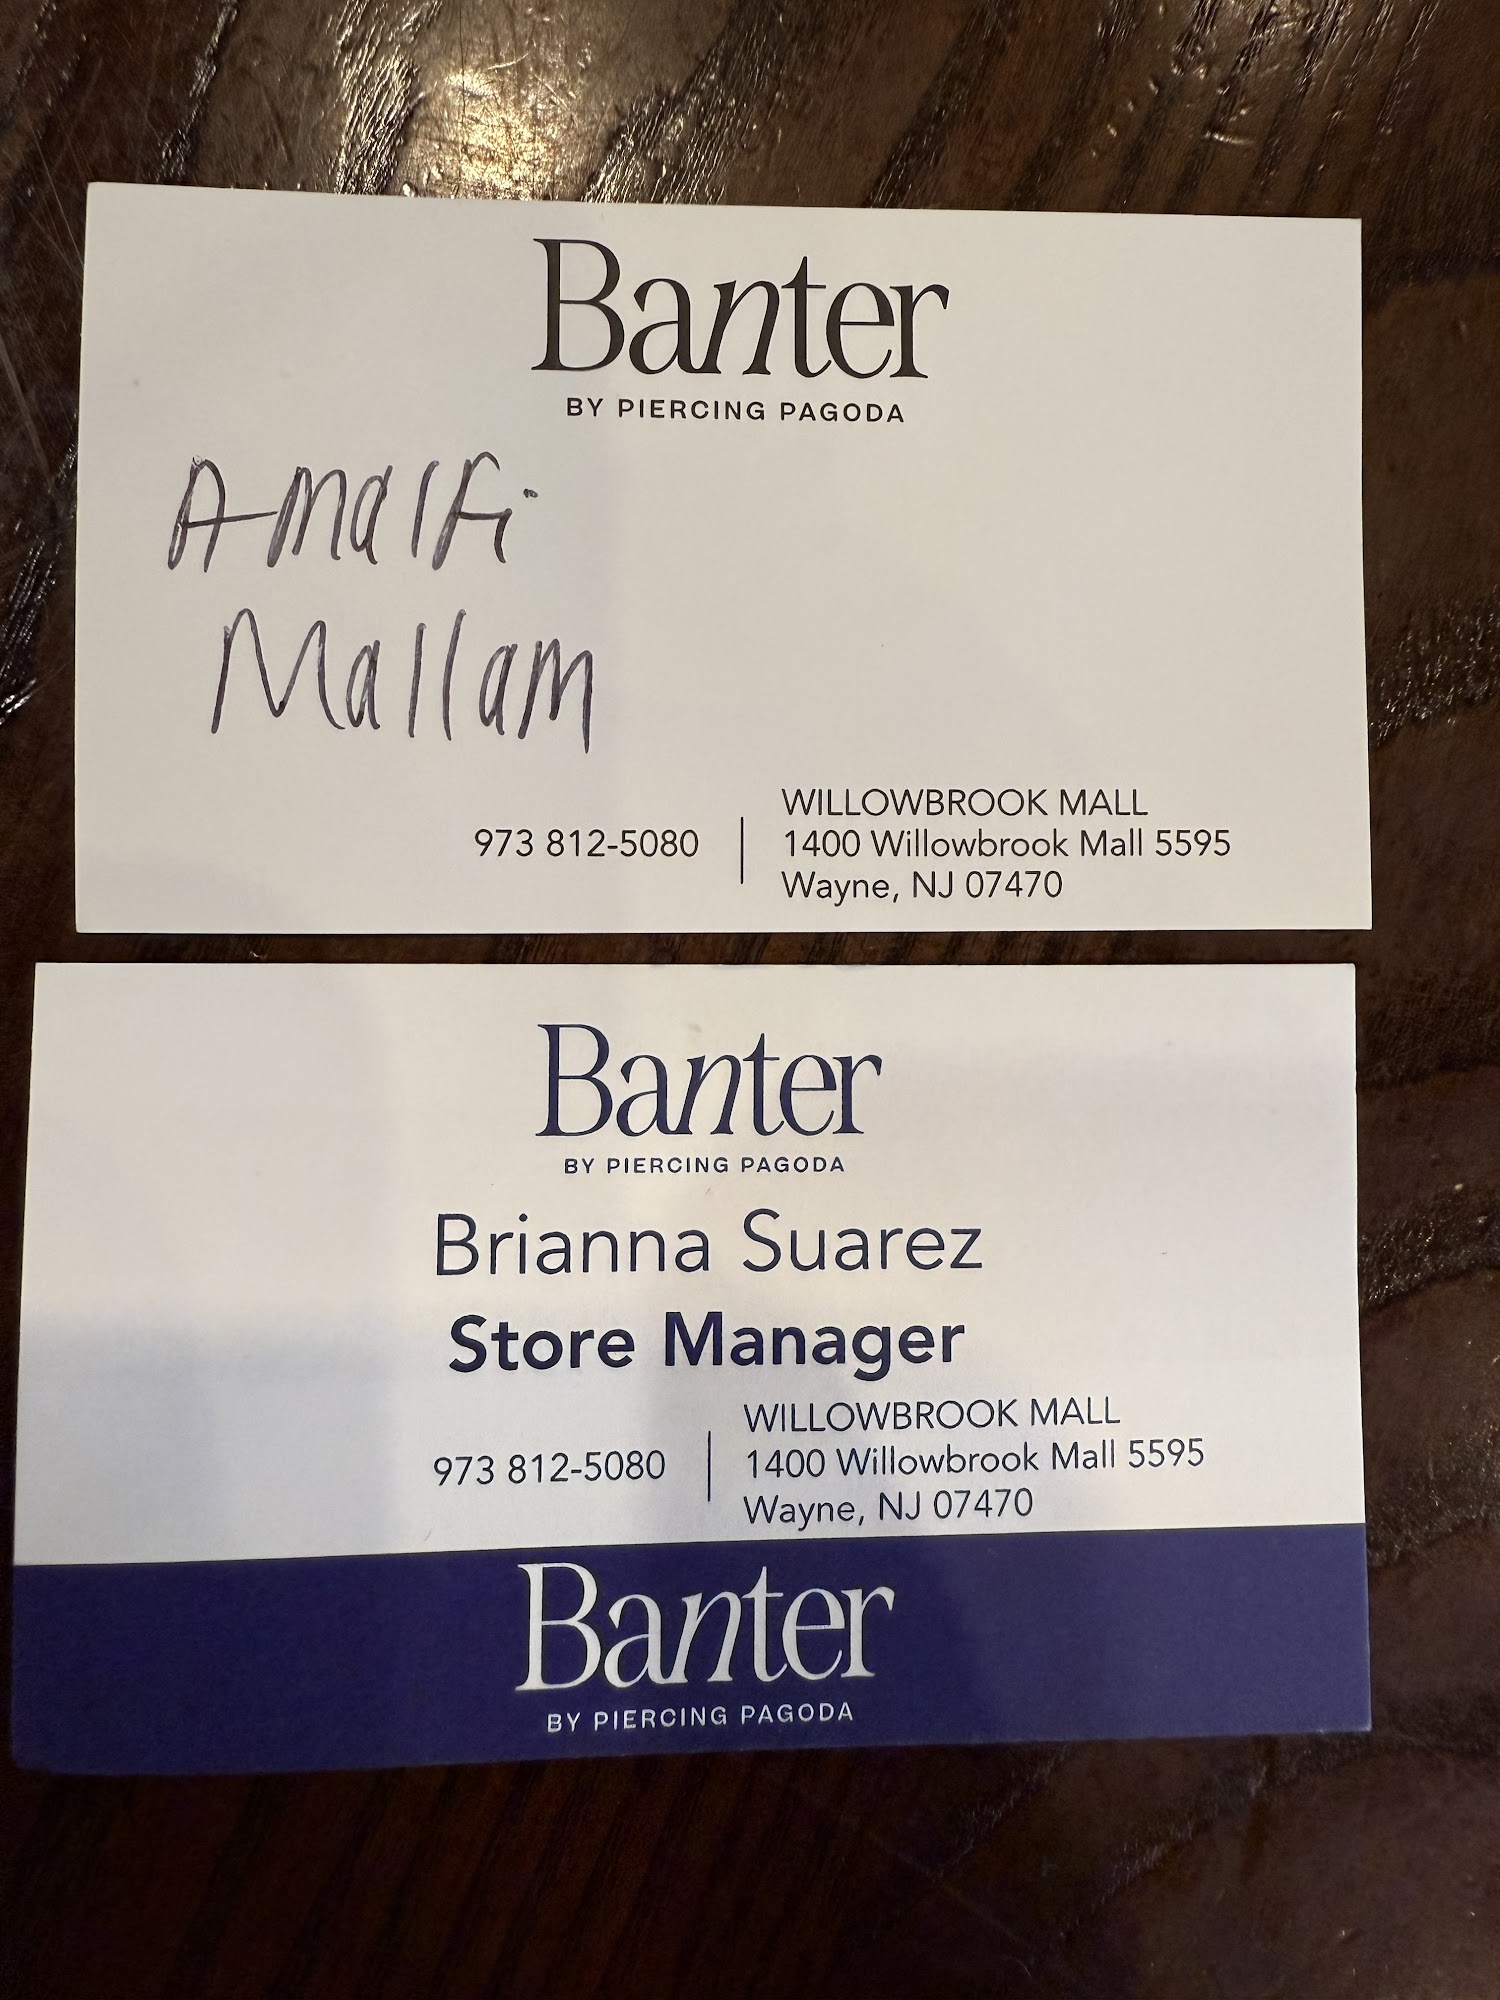 Banter
BY PIERCING PAGODA
Amalfi
Mallam
973 812-5080
WILLOWBROOK MALL
1400 Willowbrook Mall 5595
Wayne, NJ 07470
Banter
BY PIERCING PAGODA
Brianna Suarez
Store Manager
973 812-5080
WILLOWBROOK MALL
1400 Willowbrook Mall 5595
Wayne, NJ 07470
Banter
BY PIERCING PAGODA